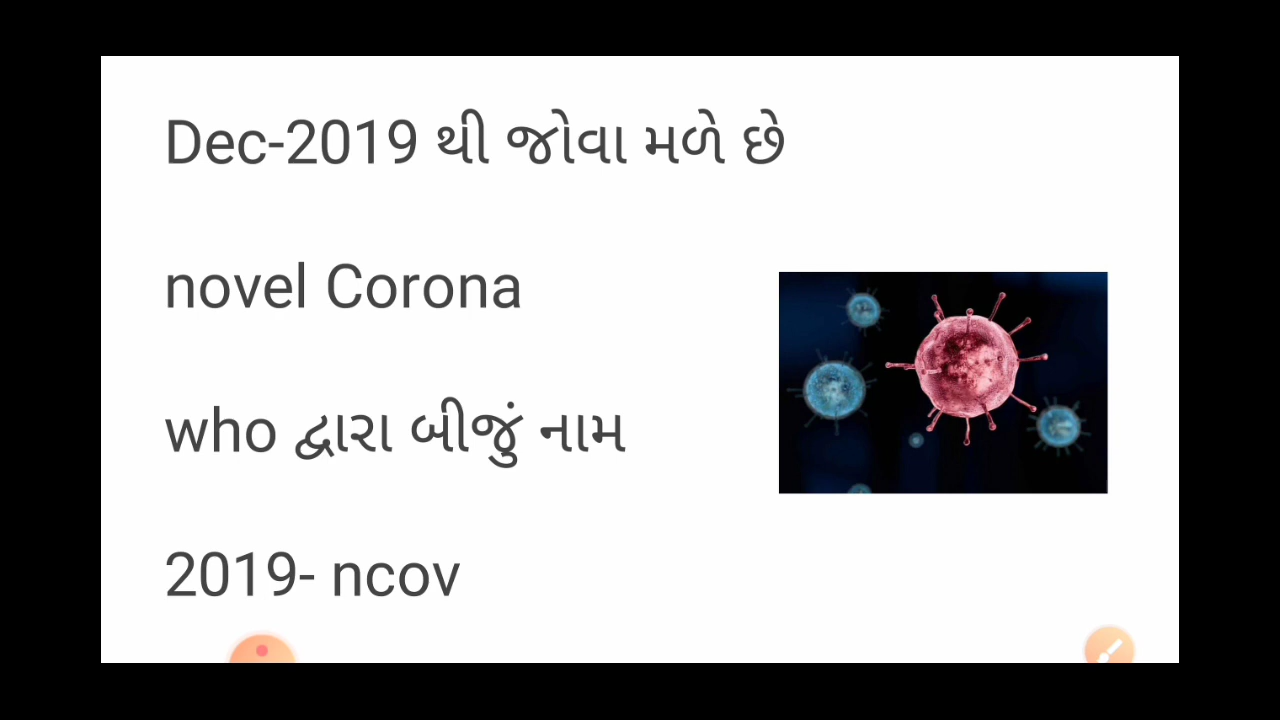 Dec-2019 થી જોવા મળે છે
novel Corona
who દ્વારા બીજું નામ
2019- ncov